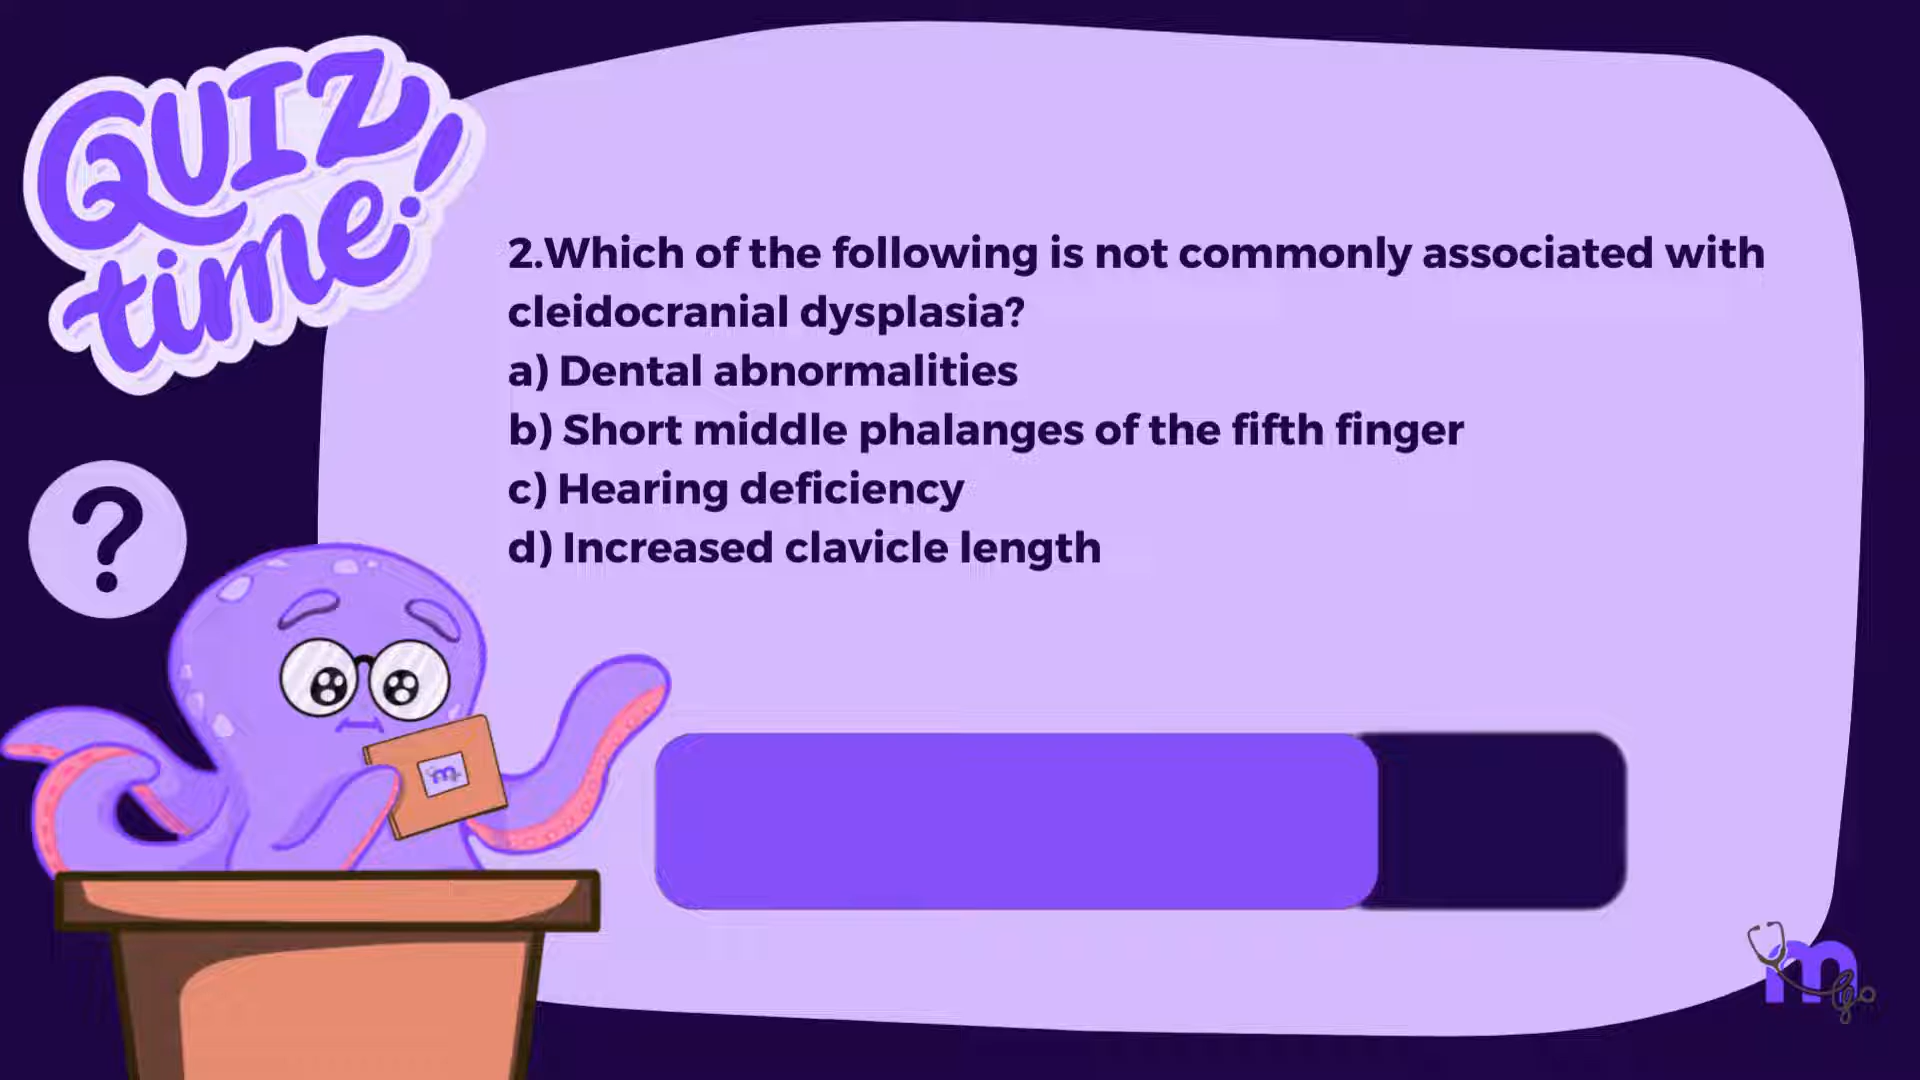 QUIZ
time!
2.Which of the following is not commonly associated with
cleidocranial dysplasia?
a) Dental abnormalities
b) Short middle phalanges of the fifth finger
c) Hearing deficiency
d) Increased clavicle length
?
m
m
go